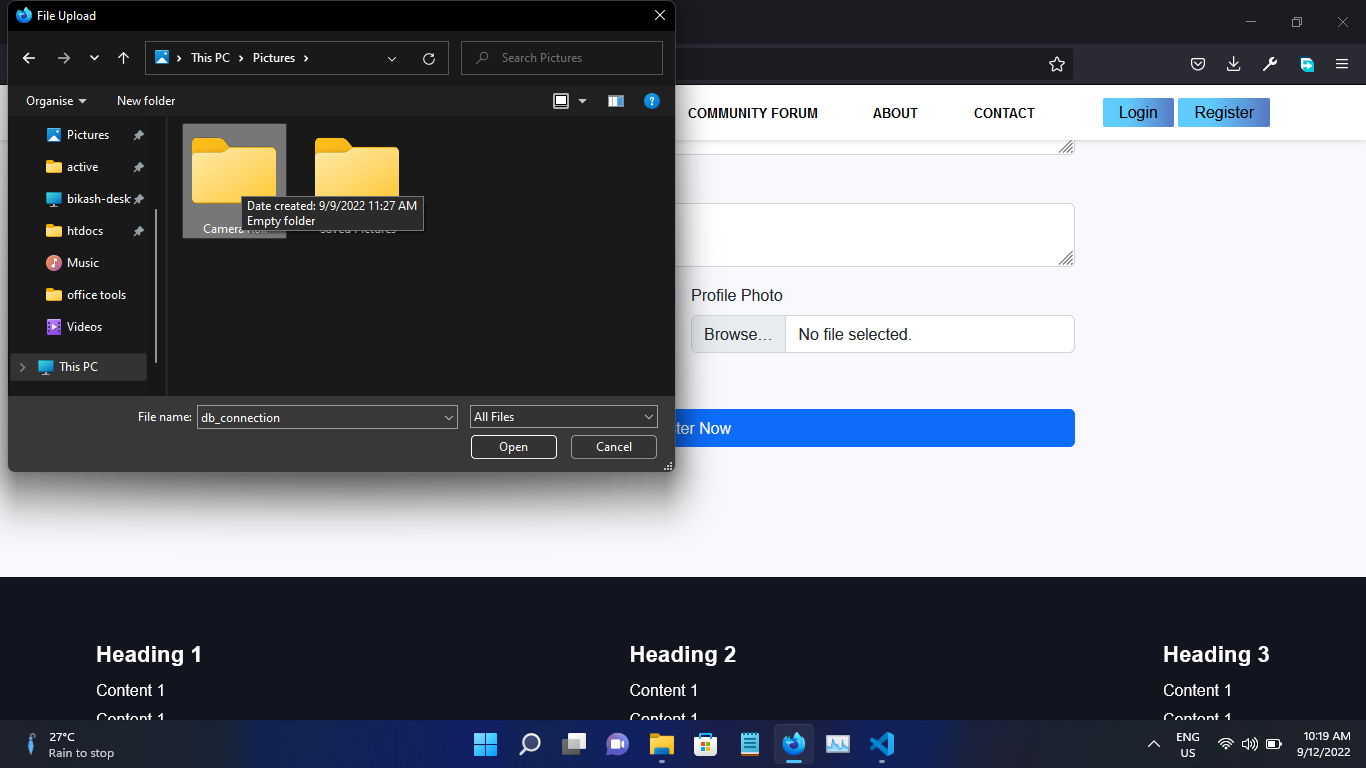 File Upload
This PC
Pictures
Search Pictures
Organise
New folder
Pictures
active
bikash-desk
htdocs
Music
office tools
Videos
This PC
Date created: 9/9/2022 11:27 AM
Empty folder
Camera
Saved Pictures
File name:
db_connection
All Files
Open
Cancel
COMMUNITY FORUM
ABOUT
CONTACT
Login
Register
Profile Photo
Browse...
No file selected.
ter Now
Heading 1
Content 1
Content 1
Heading 2
Content 1
Content 1
Heading 3
Content 1
Content 1
27°C
Rain to stop
ENG
US
10:19 AM
9/12/2022